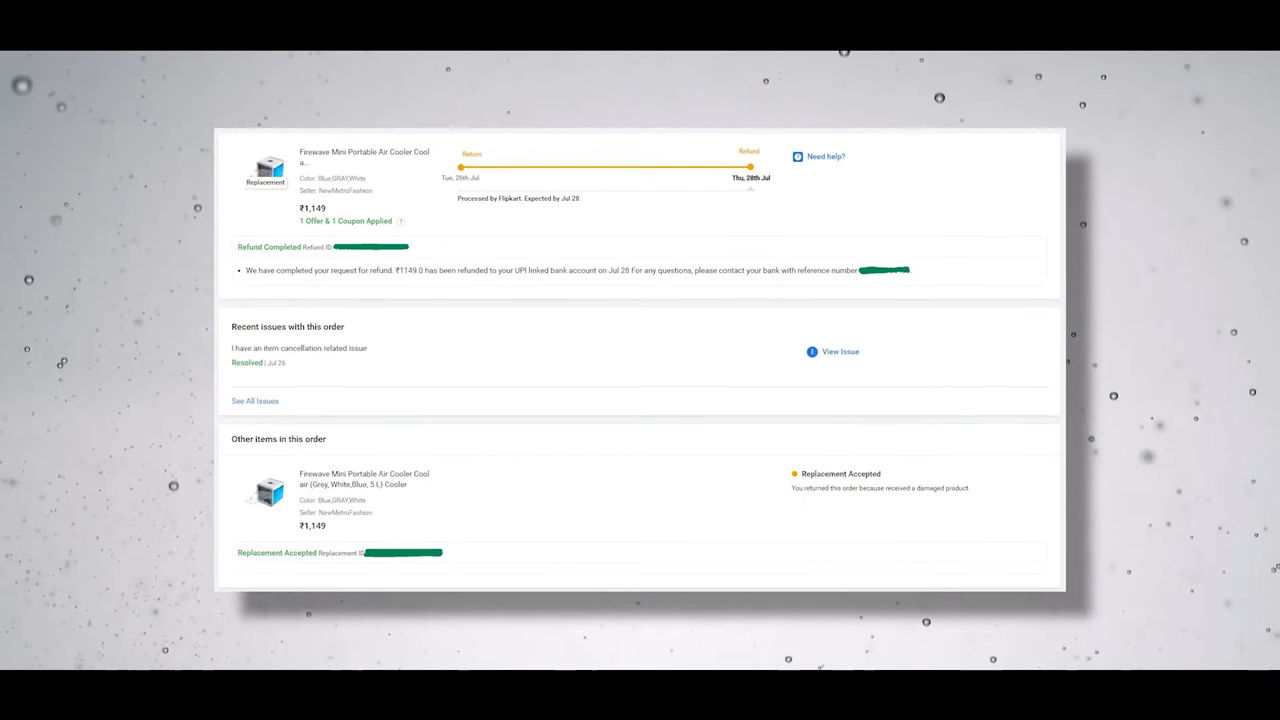 Firewave Mini Portable Air Cooler Cool
a...
Replacement
Color: Blue,GRAY,White
Seller: NewMetroFashion
₹1,149
1 Offer & 1 Coupon Applied ?
Return
Refund
Tue, 26th Jul
Thu, 28th Jul
Processed by Flipkart. Expected by Jul 28
Need help?
Refund Completed Refund ID
We have completed your request for refund. ₹1149.0 has been refunded to your UPI linked bank account on Jul 28 For any questions, please contact your bank with reference number .
Recent issues with this order
I have an item cancellation related issue
Resolved | Jul 26
View Issue
See All Issues
Other items in this order
Firewave Mini Portable Air Cooler Cool
air (Grey, White,Blue, 5 L) Cooler
Color: Blue,GRAY,White
Seller: NewMetroFashion
₹1,149
Replacement Accepted
You returned this order because received a damaged product.
Replacement Accepted Replacement ID